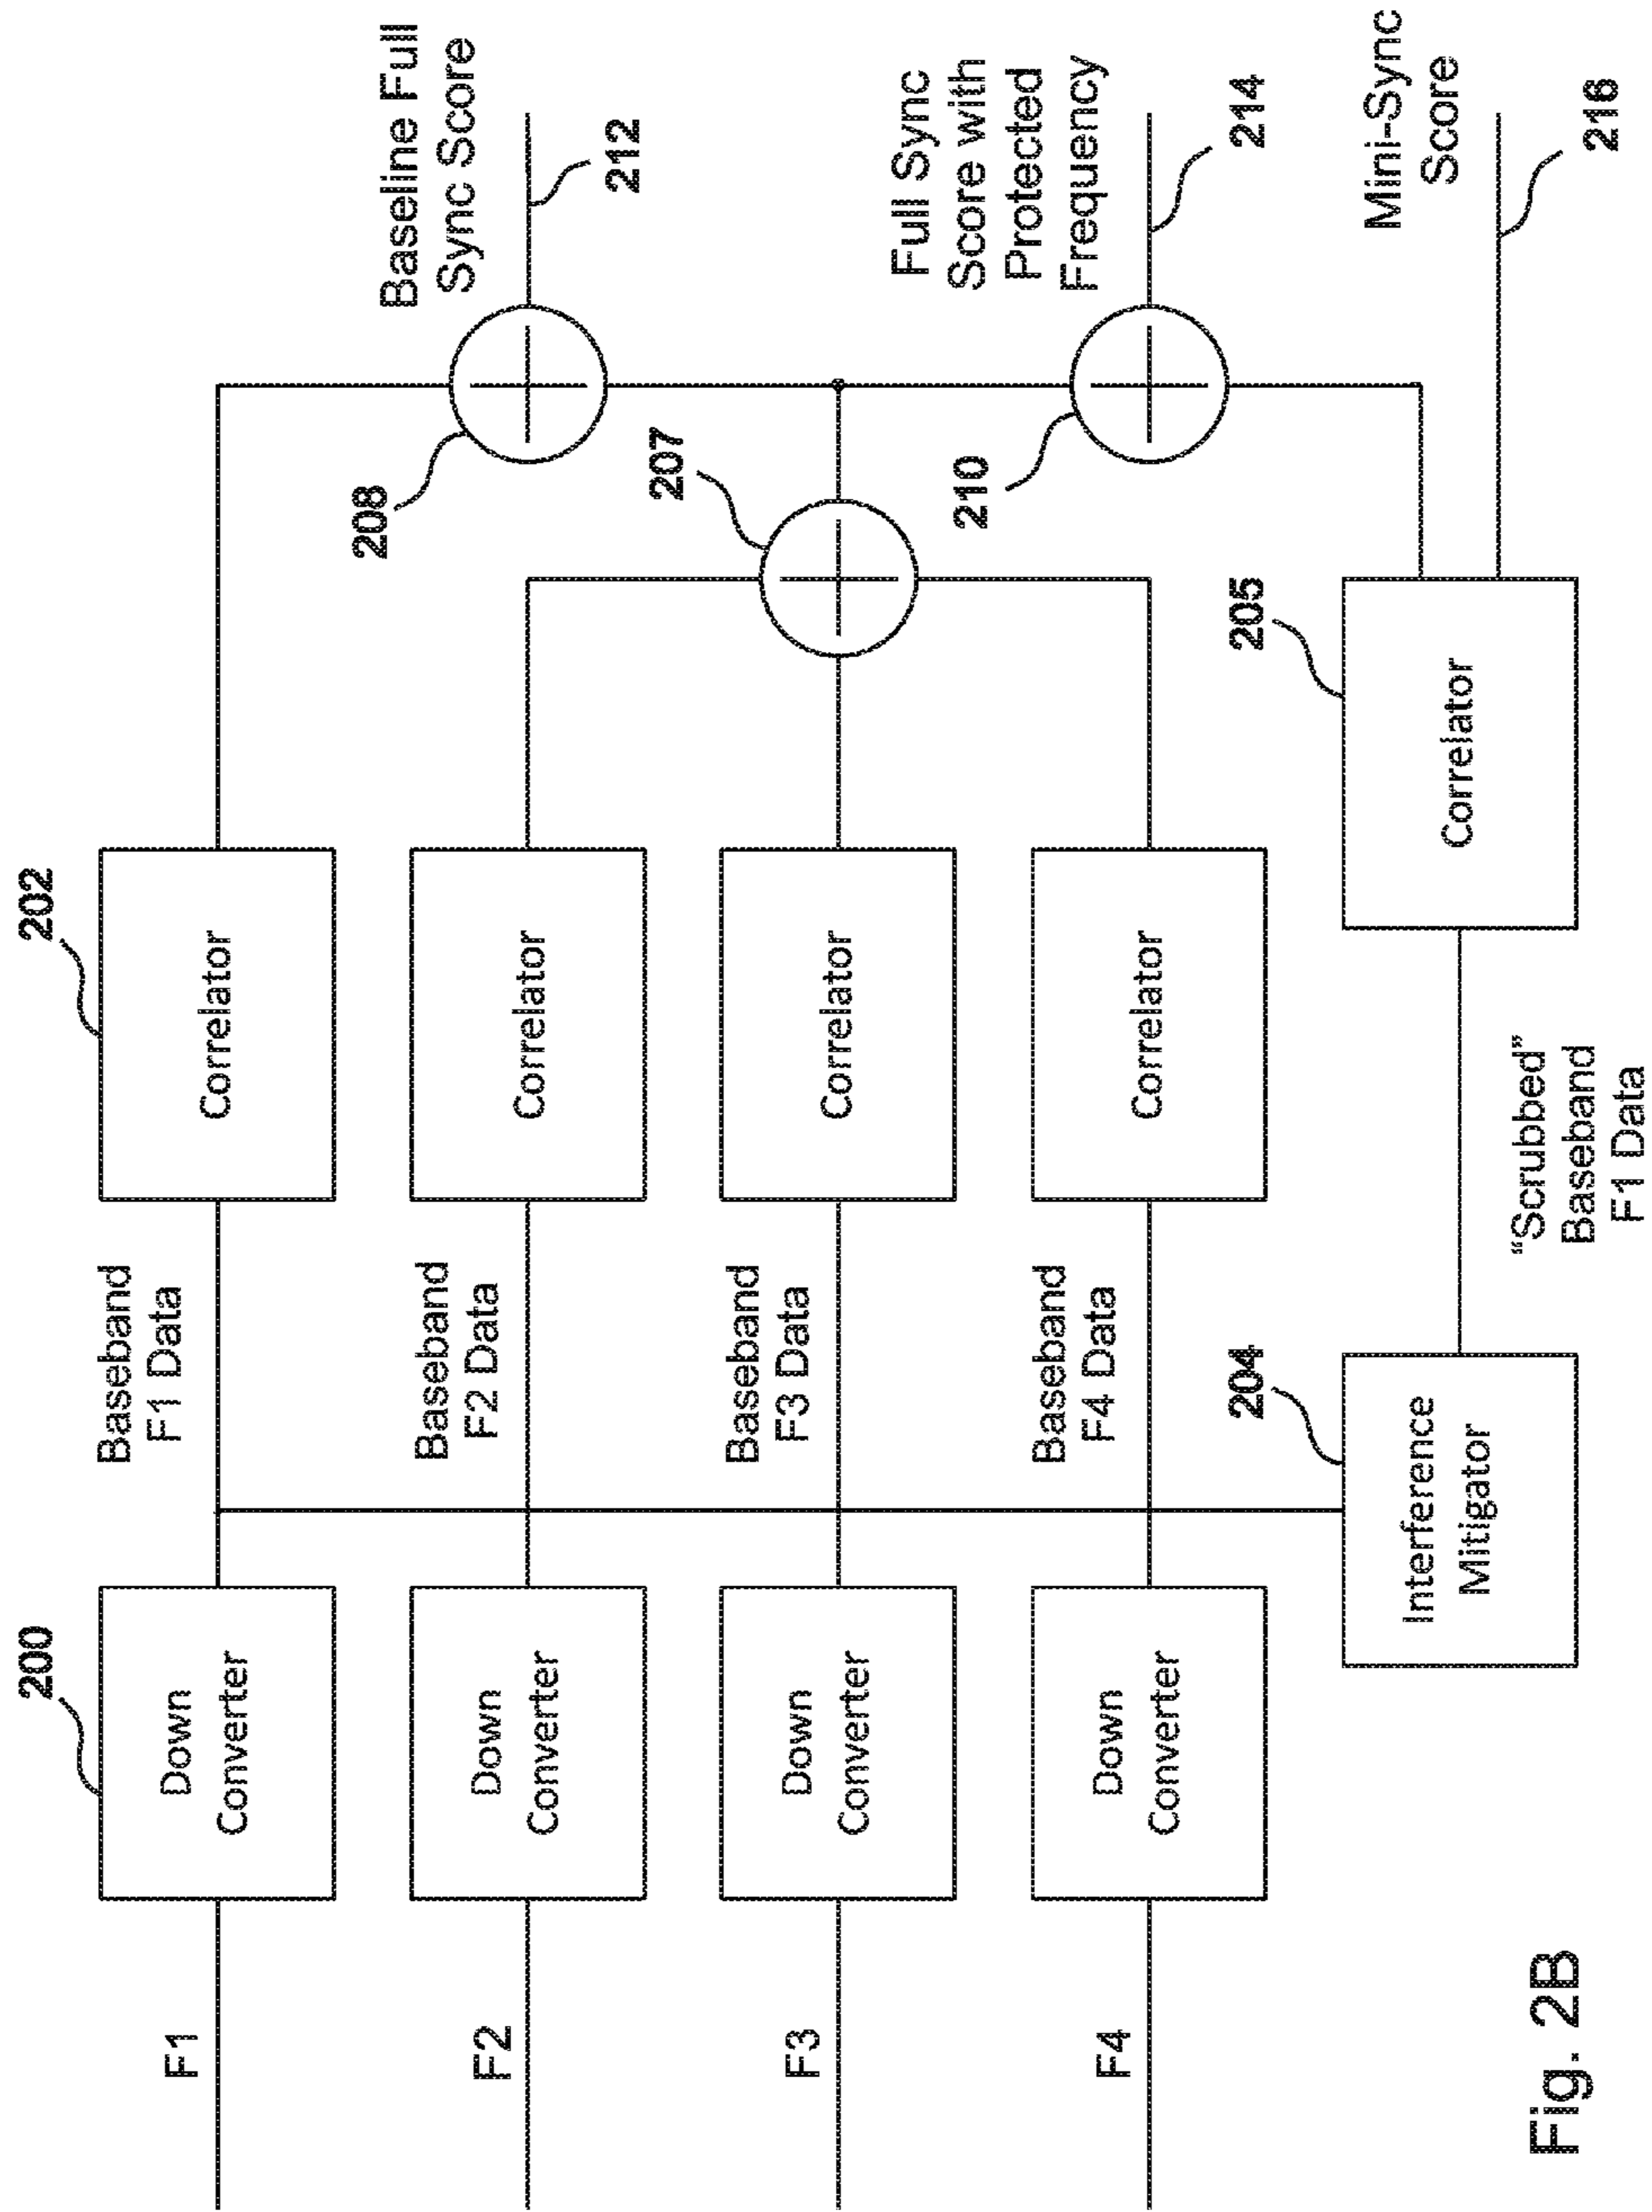 F1
200
Down
Converter
Baseband
F1 Data
202
Correlator
Baseline Full
Sync Score
208
212
F2
Down
Converter
Baseband
F2 Data
Correlator
207
F3
Down
Converter
Baseband
F3 Data
Correlator
210
Full Sync
Score with
Protected
Frequency
214
F4
Down
Converter
Baseband
F4 Data
Correlator
204
Interference
Mitigator
"Scrubbed"
Baseband
F1 Data
205
Correlator
Mini-Sync
Score
216
Fig. 2B